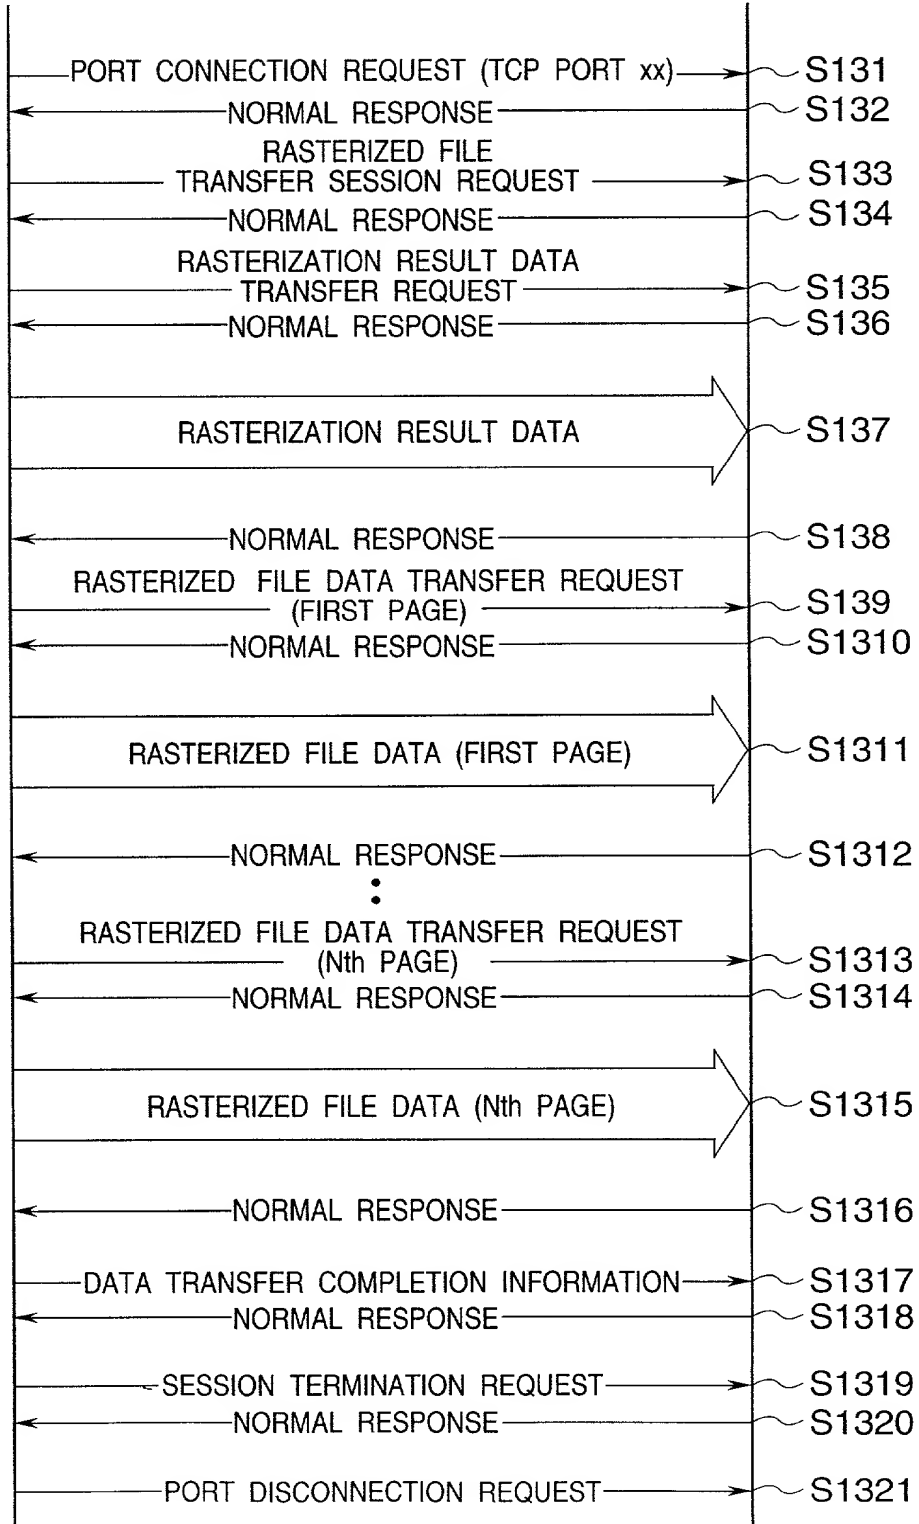 PORT CONNECTION REQUEST (TCP PORT xx) S131
NORMAL RESPONSE S132
RASTERIZED FILE
TRANSFER SESSION REQUEST S133
NORMAL RESPONSE S134
RASTERIZATION RESULT DATA
TRANSFER REQUEST S135
NORMAL RESPONSE S136
RASTERIZATION RESULT DATA S137
NORMAL RESPONSE S138
RASTERIZED FILE DATA TRANSFER REQUEST
(FIRST PAGE) S139
NORMAL RESPONSE S1310
RASTERIZED FILE DATA (FIRST PAGE) S1311
NORMAL RESPONSE S1312
RASTERIZED FILE DATA TRANSFER REQUEST
(Nth PAGE) S1313
NORMAL RESPONSE S1314
RASTERIZED FILE DATA (Nth PAGE) S1315
NORMAL RESPONSE S1316
DATA TRANSFER COMPLETION INFORMATION S1317
NORMAL RESPONSE S1318
SESSION TERMINATION REQUEST S1319
NORMAL RESPONSE S1320
PORT DISCONNECTION REQUEST S1321